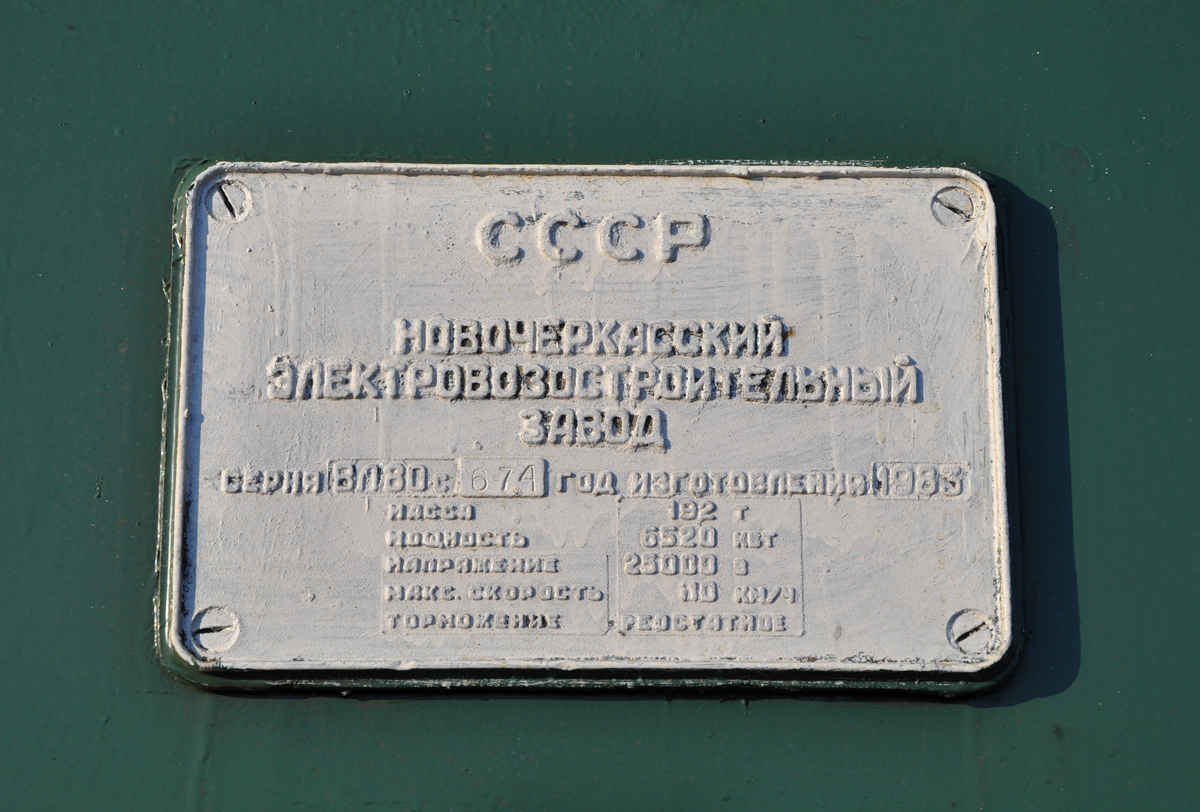 СССР
НОВОЧЕРКАССКИЙ
ЭЛЕКТРОВОЗОСТРОИТЕЛЬНЫЙ
ЗАВОД
СЕРИЯ ВЛ80С 674 ГОД ИЗГОТОВЛЕНИЯ 1983
МАССА 192 Т
МОЩНОСТЬ 6520 КВТ
НАПРЯЖЕНИЕ 25000 В
МАКС. СКОРОСТЬ 110 КМ/Ч
ТОРМОЖЕНИЕ РЕОСТАТНОЕ